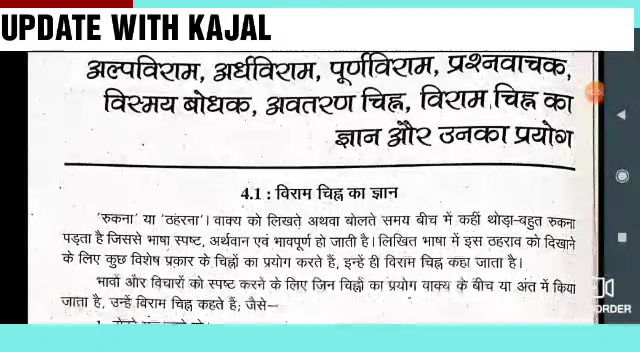 UPDATE WITH KAJAL
अल्पविराम, अर्धविराम, पूर्णविराम, प्रश्नवाचक,
विस्मय बोधक, अवतरण चिह्न, विराम चिह्न का
ज्ञान और उनका प्रयोग
4.1 : विराम चिह्न का ज्ञान
'रुकना' या 'ठहरना'। वाक्य को लिखते अथवा बोलते समय बीच में कहीं थोड़ा-बहुत रुकना
पड़ता है जिससे भाषा स्पष्ट, अर्थवान एवं भावपूर्ण हो जाती है। लिखित भाषा में इस ठहराव को दिखाने
के लिए कुछ विशेष प्रकार के चिह्नों का प्रयोग करते हैं, इन्हें ही विराम चिह्न कहा जाता है।
भावों और विचारों को स्पष्ट करने के लिए जिन चिह्नों का प्रयोग वाक्य के बीच या अंत में किया
जाता है, उन्हें विराम चिह्न कहते हैं; जैसे–
ORDER